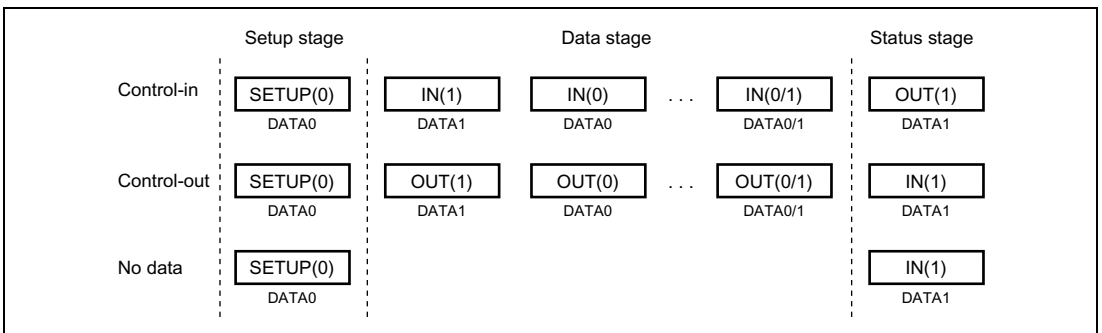 Setup stage Data stage Status stage
Control-in SETUP(0) IN(1) IN(0) . . . IN(0/1) OUT(1)
DATA0 DATA1 DATA0 DATA0/1 DATA1
Control-out SETUP(0) OUT(1) OUT(0) . . . OUT(0/1) IN(1)
DATA0 DATA1 DATA0 DATA0/1 DATA1
No data SETUP(0) IN(1)
DATA0 DATA1